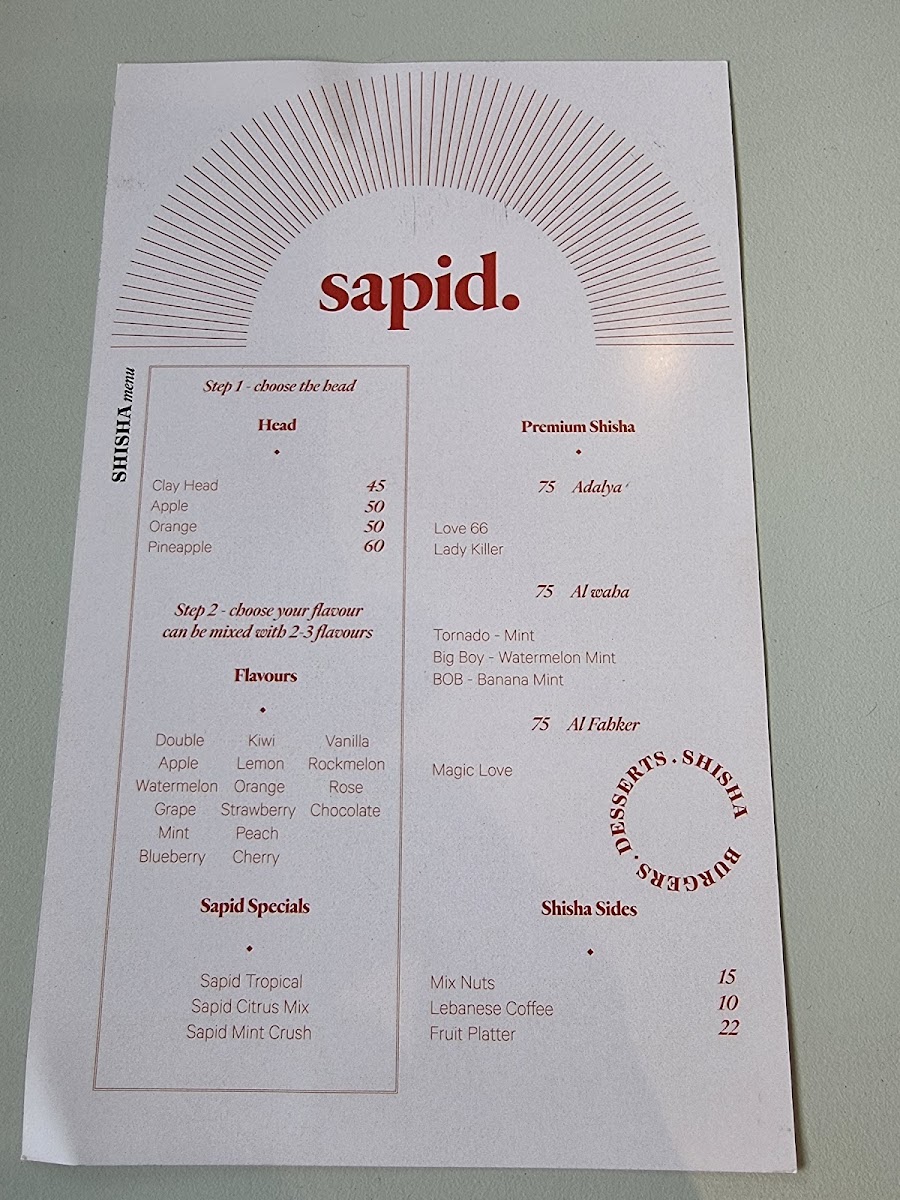 sapid.
SHISHA menu
Step 1 - choose the head
Head
Clay Head 45
Apple 50
Orange 50
Pineapple 60
Step 2 - choose your flavour
can be mixed with 2-3 flavours
Flavours
Double Kiwi Vanilla
Apple Lemon Rockmelon
Watermelon Orange Rose
Grape Strawberry Chocolate
Mint Peach
Blueberry Cherry
Sapid Specials
Sapid Tropical
Sapid Citrus Mix
Sapid Mint Crush
Premium Shisha
75 Adalya
Love 66
Lady Killer
75 Al waha
Tornado - Mint
Big Boy - Watermelon Mint
BOB - Banana Mint
75 Al Fahker
Magic Love
BURGERS . DESSERTS . SHISHA
Shisha Sides
Mix Nuts 15
Lebanese Coffee 10
Fruit Platter 22